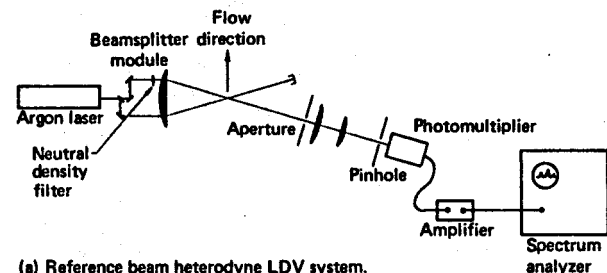 Flow
direction
Beamsplitter
module
Argon laser
Neutral
density
filter
Aperture
Photomultiplier
Pinhole
Amplifier
Spectrum
analyzer
(a) Reference beam heterodyne LDV system.